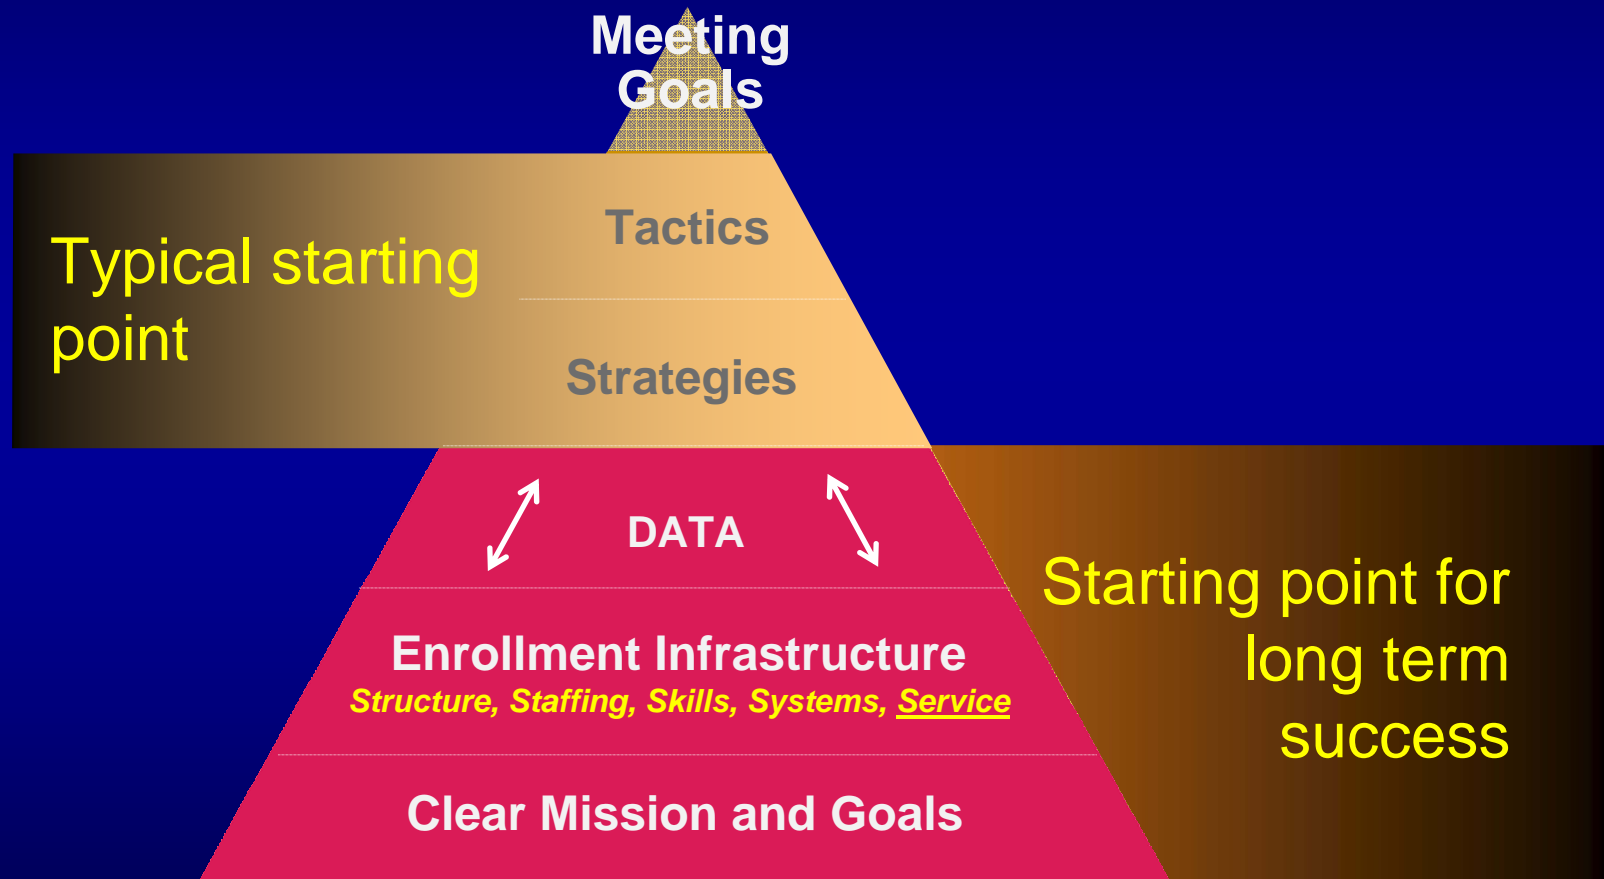 Meeting
Goals
Tactics
Typical starting
point
Strategies
DATA
Starting point for
long term
success
Enrollment Infrastructure
Structure, Staffing, Skills, Systems, Service
Clear Mission and Goals